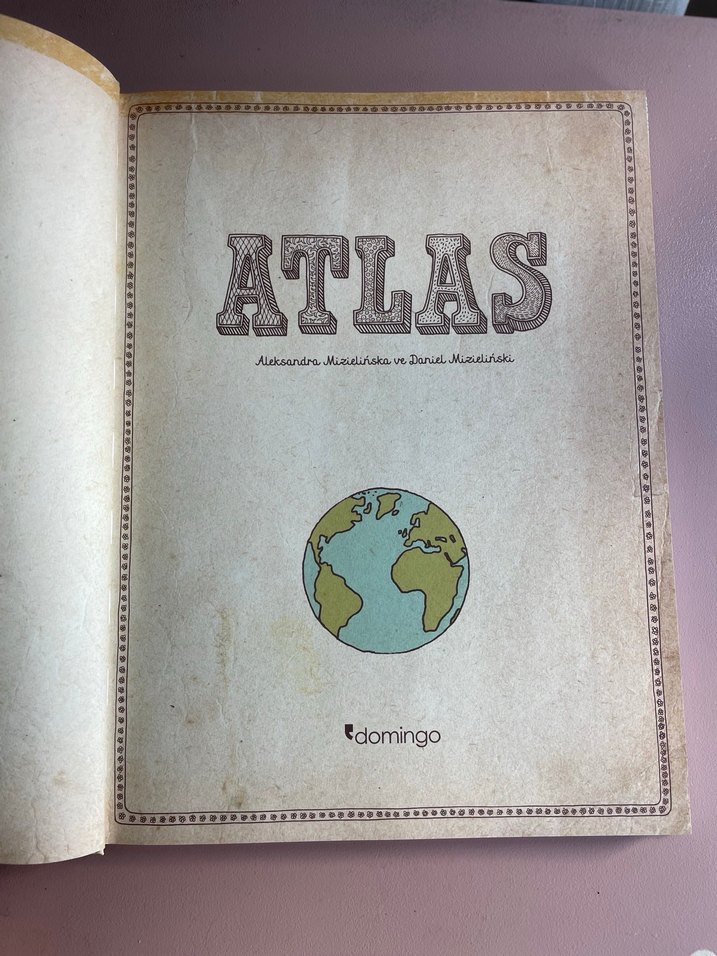 ATLAS
Aleksandra Mizielińska ve Daniel Mizieliński
domingo